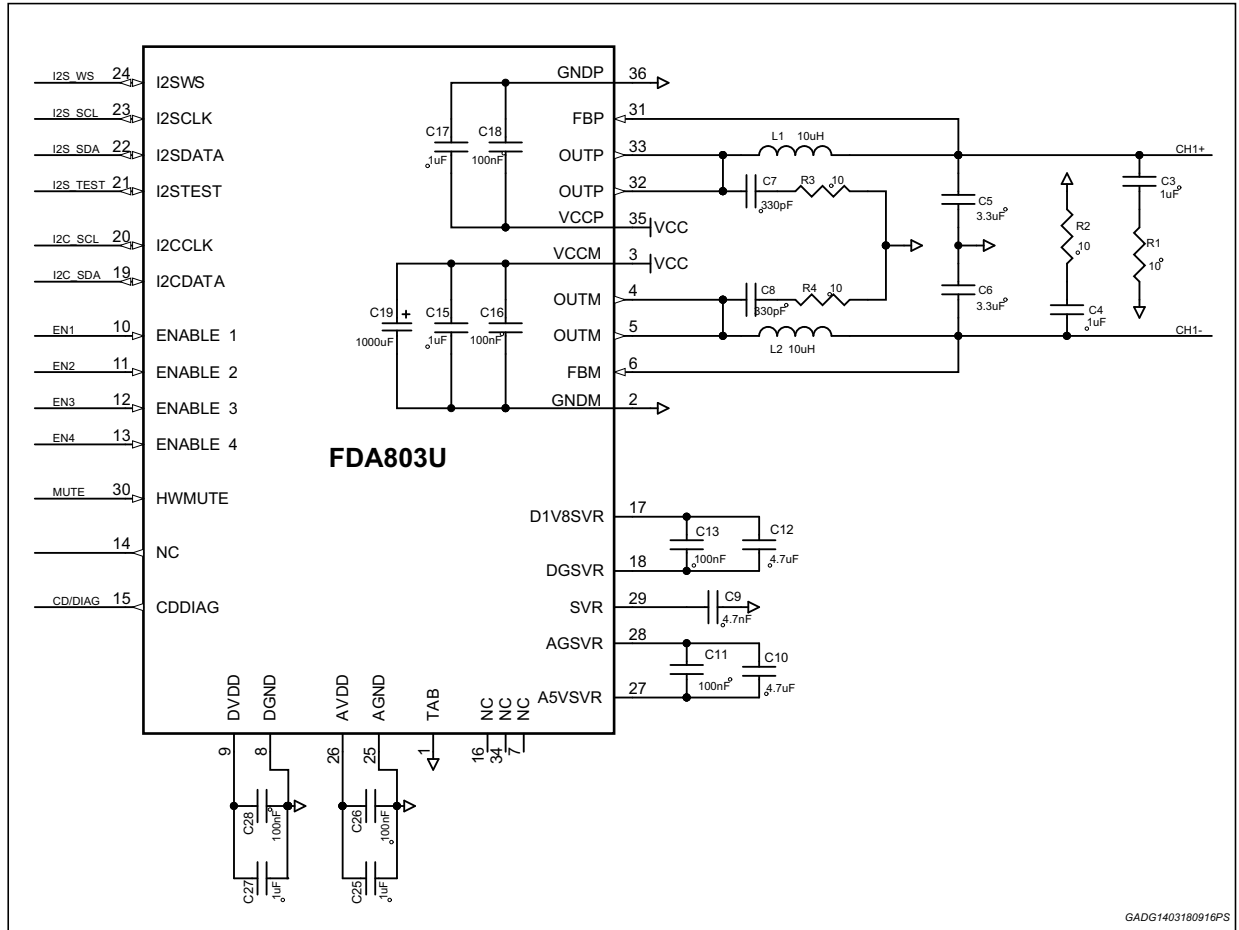 I2S_WS 24 I2SWS
I2S_SCL 23 I2SCLK
I2S_SDA 22 I2SDATA
I2S_TEST 21 I2STEST
I2C_SCL 20 I2CCLK
I2C_SDA 19 I2CDATA
EN1 10 ENABLE 1
EN2 11 ENABLE 2
EN3 12 ENABLE 3
EN4 13 ENABLE 4
MUTE 30 HWMUTE
14 NC
CD/DIAG 15 CDDIAG
FDA803U
GNDP 36
FBP 31
OUTP 33
OUTP 32
VCCP 35 VCC
VCCM 3 VCC
OUTM 4
OUTM 5
FBM 6
GNDM 2
D1V8SVR 17
DGSVR 18
SVR 29
AGSVR 28
A5VSVR 27
C17
1uF
C18
100nF
C19 +
1000uF
C15
1uF
C16
100nF
L1 10uH
C7
330pF
R3 10
C8
330pF
R4 10
L2 10uH
C5
3.3uF
C6
3.3uF
R2
10
C4
1uF
C3
1uF
R1
10
CH1+
CH1-
C13
100nF
C12
4.7uF
C9
4.7nF
C11
100nF
C10
4.7uF
DVDD 9
DGND 8
AVDD 26
AGND 25
TAB 1
NC 16
NC 34
NC 7
C28
100nF
C27
1uF
C26
100nF
C25
1uF
GADG1403180916PS